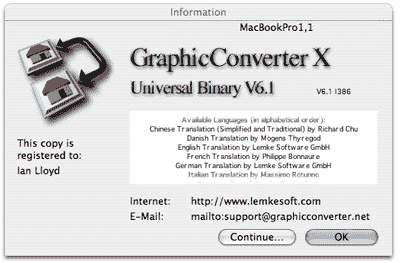 Information
MacBookPro1,1
GraphicConverter X
Universal Binary V6.1
V6.1 I386
Available Languages (in alphabetical order):
Chinese Translation (Simplified and Traditional) by Richard Chu
Danish Translation by Mogens Thyregod
English Translation by Lemke Software GmbH
French Translation by Philippe Bonnaure
German Translation by Lemke Software GmbH
Italian Translation by Massimo Rotunno
This copy is
registered to:
Ian Lloyd
Internet: http://www.lemkesoft.com
E-Mail: mailto:support@graphicconverter.net
Continue... OK